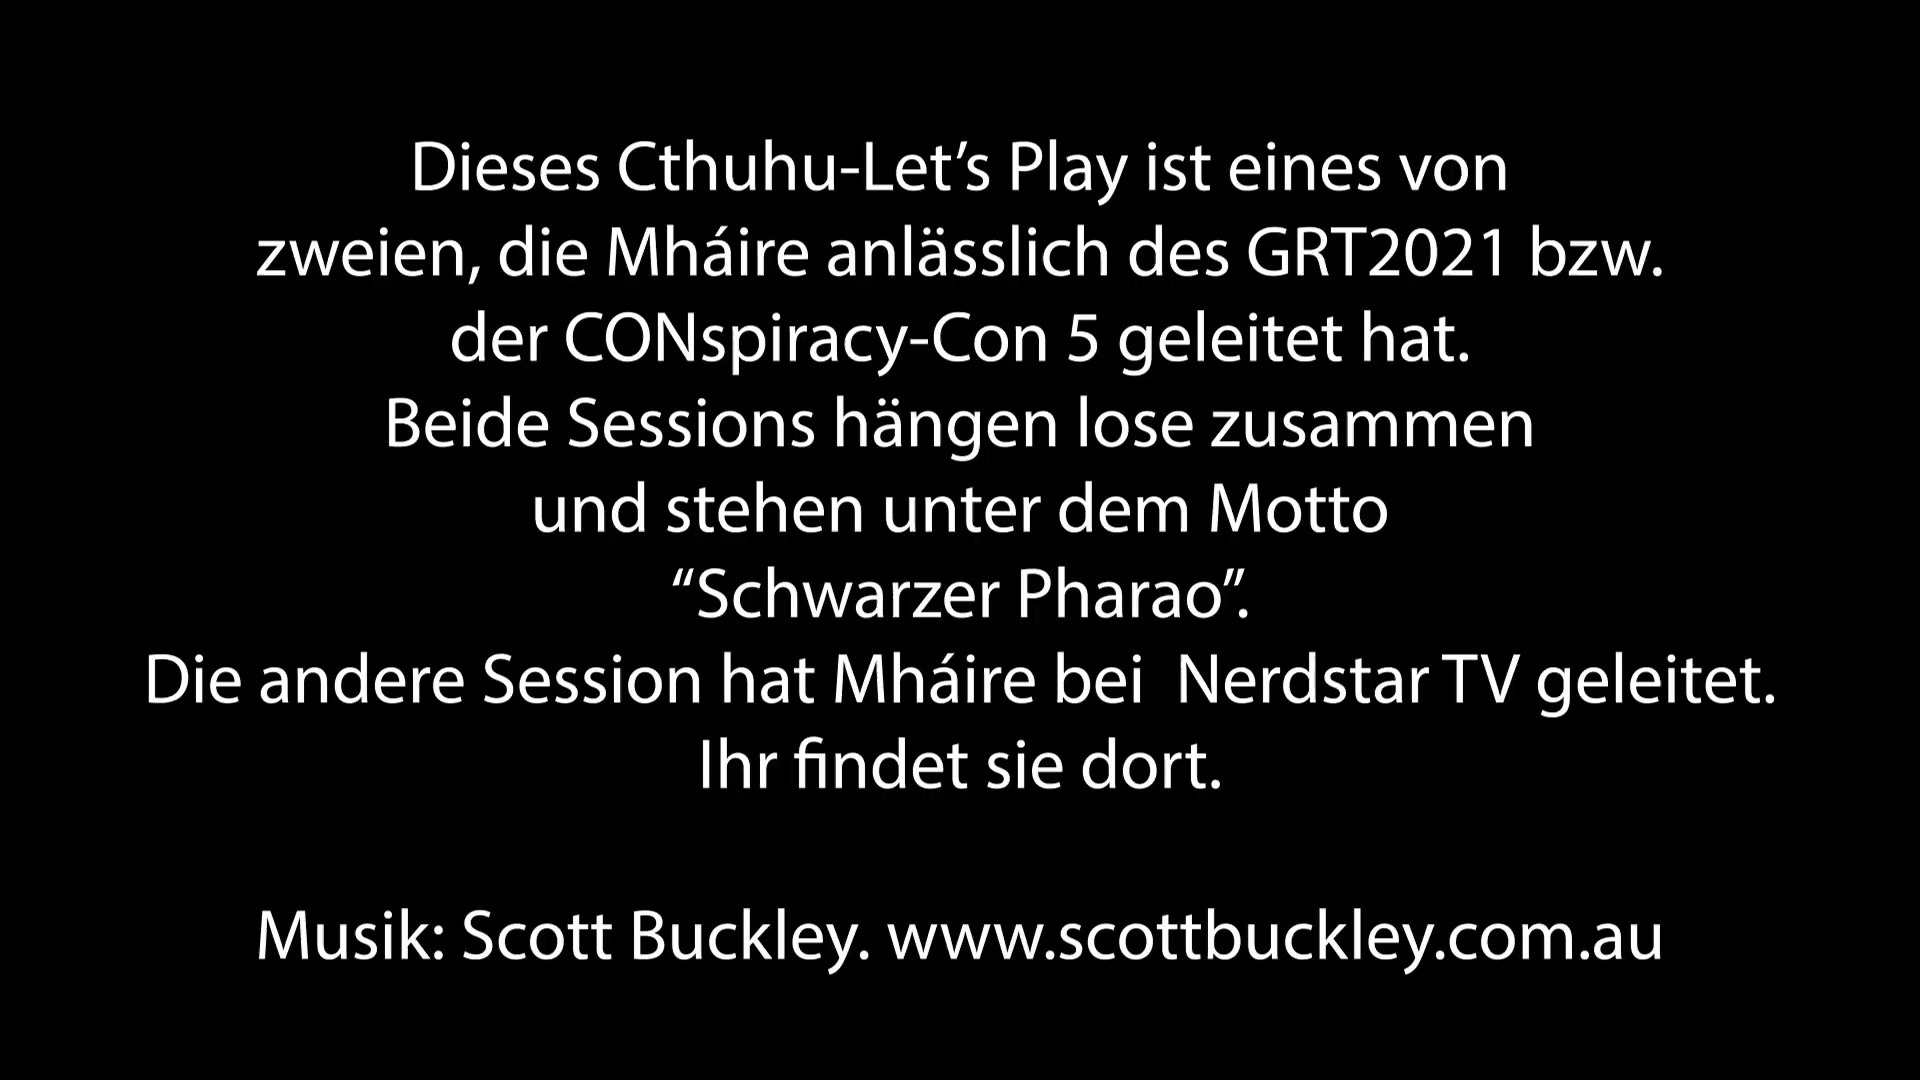 Dieses Cthuhu-Let’s Play ist eines von
zweien, die Mháire anlässlich des GRT2021 bzw.
der CONspiracy-Con 5 geleitet hat.
Beide Sessions hängen lose zusammen
und stehen unter dem Motto
“Schwarzer Pharao”.
Die andere Session hat Mháire bei  Nerdstar TV geleitet.
Ihr findet sie dort.
Musik: Scott Buckley. www.scottbuckley.com.au